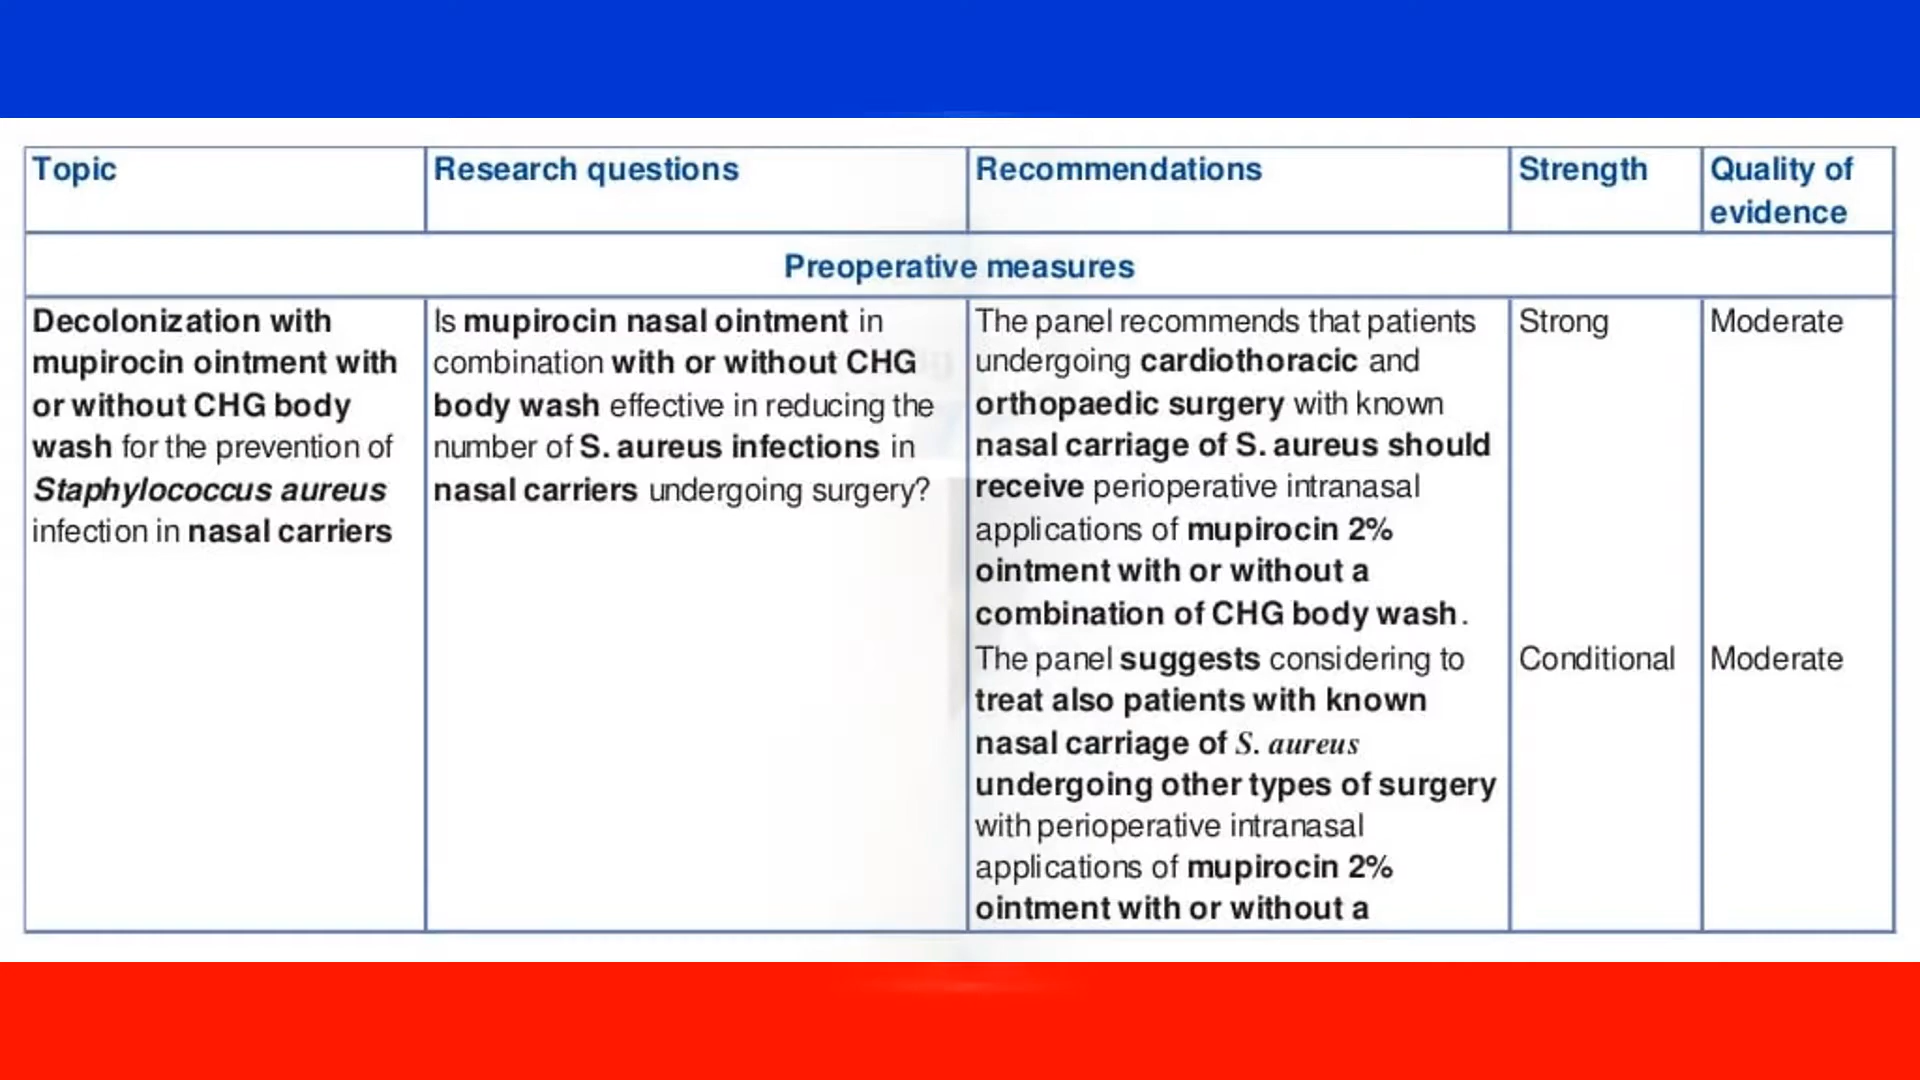 Topic
Research questions
Recommendations
Strength
Quality of
evidence
Preoperative measures
Decolonization with
mupirocin ointment with
or without CHG body
wash for the prevention of
Staphylococcus aureus
infection in nasal carriers
Is mupirocin nasal ointment in
combination with or without CHG
body wash effective in reducing the
number of S. aureus infections in
nasal carriers undergoing surgery?
The panel recommends that patients
undergoing cardiothoracic and
orthopaedic surgery with known
nasal carriage of S. aureus should
receive perioperative intranasal
applications of mupirocin 2%
ointment with or without a
combination of CHG body wash.
Strong
Moderate
The panel suggests considering to
treat also patients with known
nasal carriage of S. aureus
undergoing other types of surgery
with perioperative intranasal
applications of mupirocin 2%
ointment with or without a
Conditional
Moderate